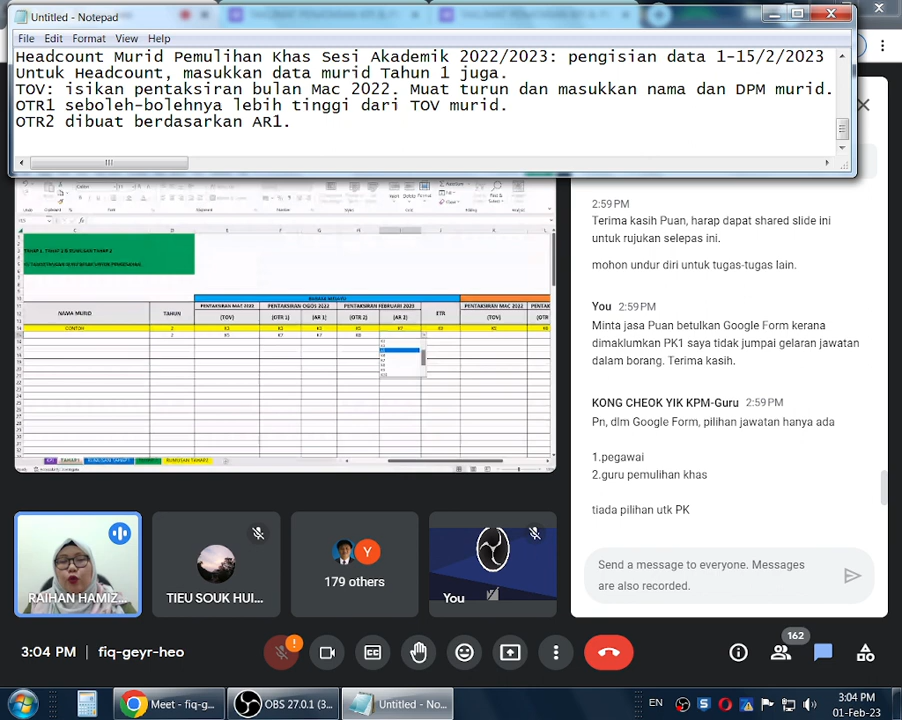 Untitled - Notepad
File Edit Format View Help
Headcount Murid Pemulihan Khas Sesi Akademik 2022/2023: pengisian data 1-15/2/2023
Untuk Headcount, masukkan data murid Tahun 1 juga.
TOV: isikan pentaksiran bulan Mac 2022. Muat turun dan masukkan nama dan DPM murid.
OTR1 seboleh-bolehnya lebih tinggi dari TOV murid.
OTR2 dibuat berdasarkan AR1.
NAMA MURID
TAHUN
PENTAKSIRAN MAC 2022
PENTAKSIRAN OGOS 2022
PENTAKSIRAN FEBRUARI 2023
ETR
PENTAKSIRAN MAC 2022
(TOV)
(OTR 1)
(AR 1)
(OTR 2)
(AR 2)
(TOV)
CONTOH
2:59 PM
Terima kasih Puan, harap dapat shared slide ini
untuk rujukan selepas ini.
mohon undur diri untuk tugas-tugas lain.
You 2:59 PM
Minta jasa Puan betulkan Google Form kerana
dimaklumkan PK1 saya tidak jumpai gelaran jawatan
dalam borang. Terima kasih.
KONG CHEOK YIK KPM-Guru 2:59 PM
Pn, dlm Google Form, pilihan jawatan hanya ada
1.pegawai
2.guru pemulihan khas
tiada pilihan utk PK
Send a message to everyone. Messages
are also recorded.
RAIHAN HAMIZ...
TIEU SOUK HUI...
Y
179 others
You
3:04 PM | fiq-geyr-heo
162
Meet - fiq-g...
OBS 27.0.1 (3...
Untitled - No...
EN
3:04 PM
01-Feb-23